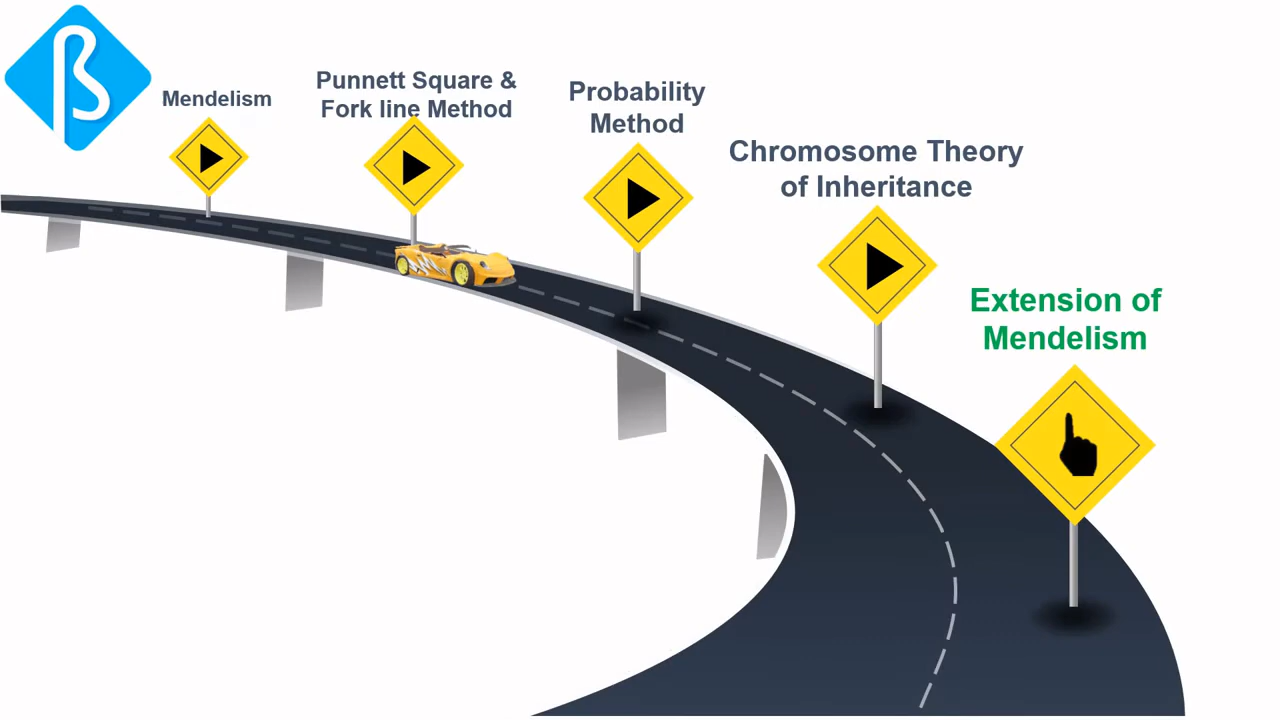 Mendelism
Punnett Square &
Fork line Method
Probability
Method
Chromosome Theory
of Inheritance
Extension of
Mendelism